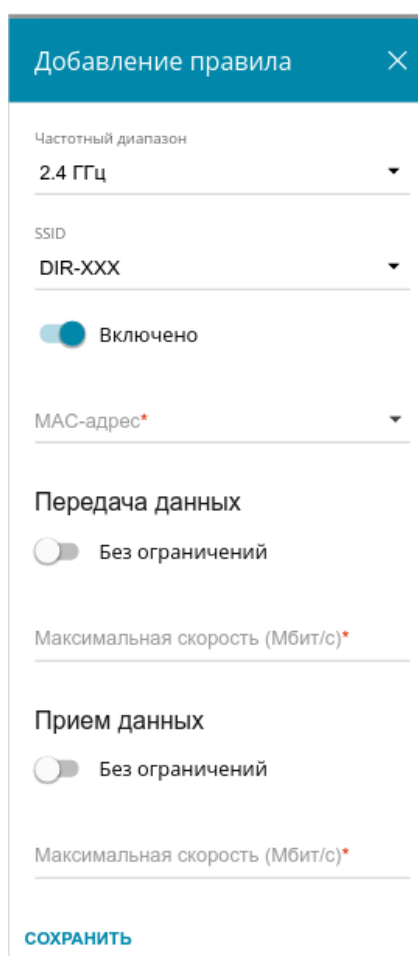 Добавление правила
Частотный диапазон
2.4 ГГц
SSID
DIR-XXX
Включено
MAC-адрес*
Передача данных
Без ограничений
Максимальная скорость (Мбит/с)*
Прием данных
Без ограничений
Максимальная скорость (Мбит/с)*
СОХРАНИТЬ